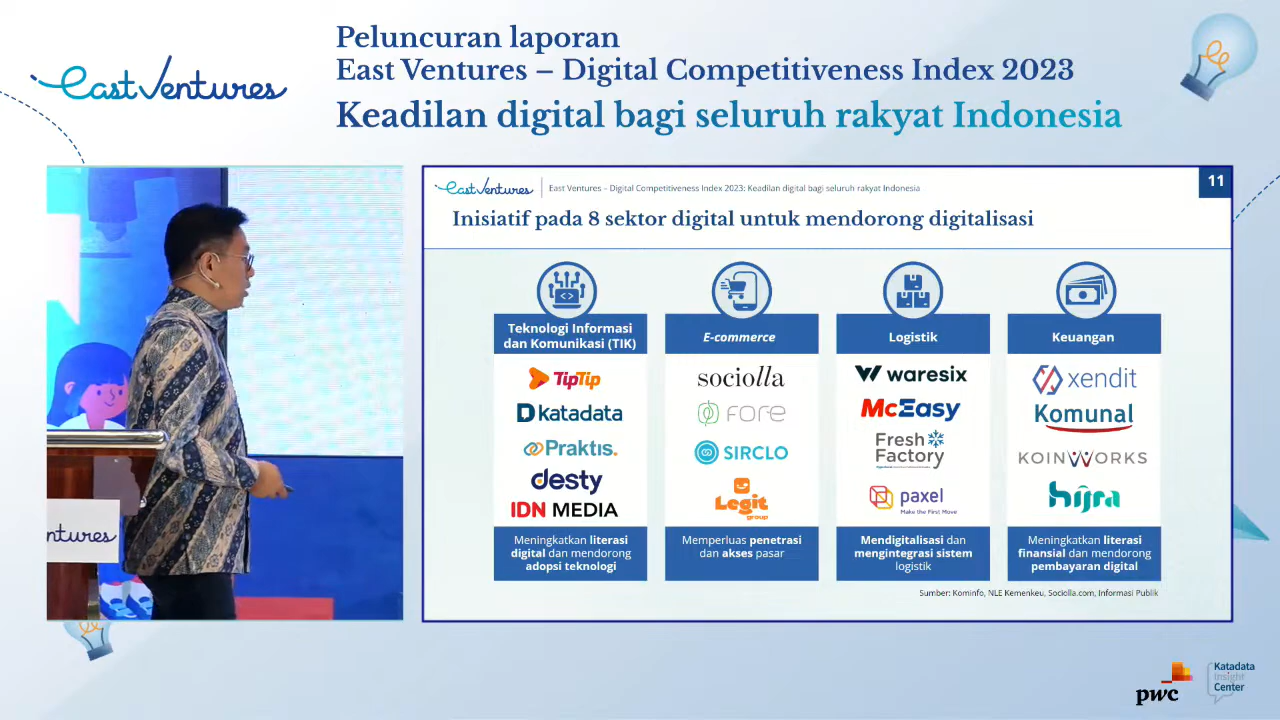 East Ventures
Peluncuran laporan
East Ventures – Digital Competitiveness Index 2023
Keadilan digital bagi seluruh rakyat Indonesia
East Ventures
East Ventures – Digital Competitiveness Index 2023: Keadilan digital bagi seluruh rakyat Indonesia
11
Inisiatif pada 8 sektor digital untuk mendorong digitalisasi
Teknologi Informasi
dan Komunikasi (TIK)
TipTip
katadata
Praktis.
desty
IDN MEDIA
Meningkatkan literasi
digital dan mendorong
adopsi teknologi
E-commerce
sociolla
FORE
SIRCLO
Legit
group
Memperluas penetrasi
dan akses pasar
Logistik
waresix
McEasy
Fresh
Factory
paxel
Make the First Move
Mendigitalisasi dan
mengintegrasi sistem
logistik
Keuangan
xendit
Komunal
KOINWORKS
hijra
Meningkatkan literasi
finansial dan mendorong
pembayaran digital
Sumber: Kominfo, NLE Kemenkeu, Sociolla.com, Informasi Publik
entures
pwc
Katadata
Insight
Center